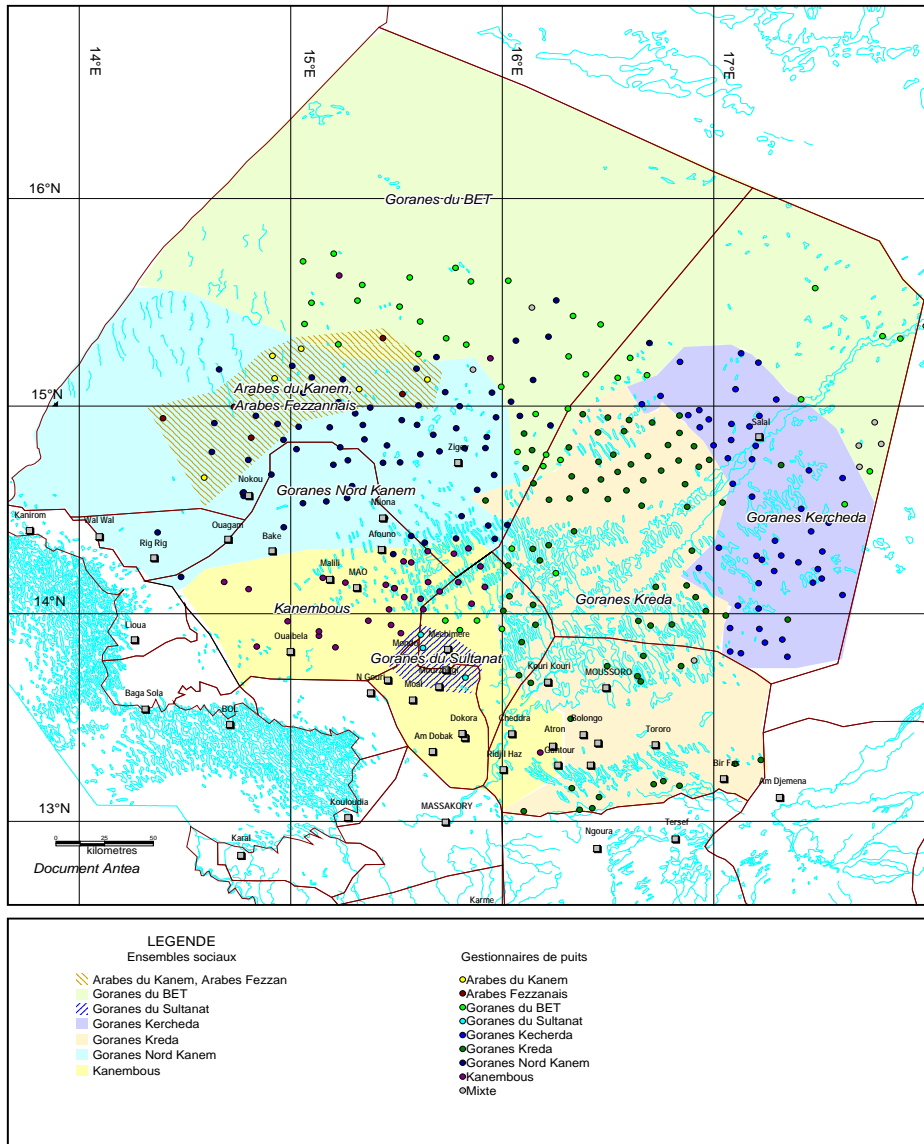 14°E
15°E
16°E
17°E
16°N
Goranes du BET
15°N
Arabes du Kanem,
Arabes Fezzannais
Salal
Zigey
Nokou
Goranes Nord Kanem
Goranes Kercheda
Kanirom
Wal Wal
Ouagam
Ntiona
Rig Rig
Bake
Afouno
Malili
MAO
14°N
Kanembous
Goranes Kreda
Lioua
Oualbela
Mondo
Mechimere
Goranes du Sultanat
Kouri Kouri
MOUSSORO
N Gouri
Moal
Baga Sola
BOL
Dokora
Cheddra
Bolongo
Am Dobak
Atron
Tororo
Ridjil Haz
Gantour
Bir Fat
Am Djemena
13°N
Kouloudia
MASSAKORY
Tersef
Ngoura
Karal
0 25 50
kilometres
Document Antea
Karme
LEGENDE
Ensembles sociaux
Arabes du Kanem, Arabes Fezzan
Goranes du BET
Goranes du Sultanat
Goranes Kercheda
Goranes Kreda
Goranes Nord Kanem
Kanembous
Gestionnaires de puits
Arabes du Kanem
Arabes Fezzanais
Goranes du BET
Goranes du Sultanat
Goranes Kecherda
Goranes Kreda
Goranes Nord Kanem
Kanembous
Mixte